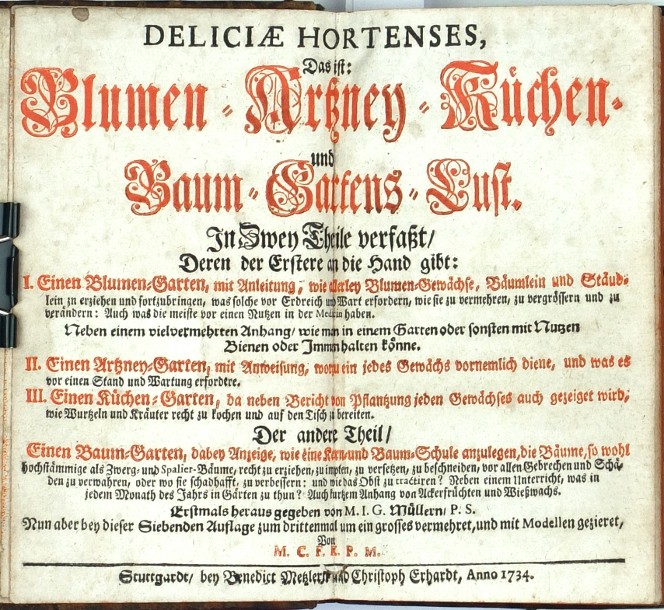 DELICIÆ HORTENSES,
Das ist:
Blumen- Artzney- Küchen-
und
Baum- Gartens- Lust.
In Zwey Theile verfaßt/
Deren der Erstere an die Hand gibt:
I. Einen Blumen-Garten, mit Anleitung, wie allerley Blumen-Gewächse, Bäumlein und Stäud-
lein zu erziehen und fortzubringen, was solche vor Erdreich und Wart erfordern, wie sie zu vermehren, zu vergrössern und zu
verändern: Auch was die meiste vor einen Nutzen in der Medicin haben.
Neben einem vielvermehrten Anhang/ wie man in einem Garten oder sonsten mit Nutzen
Bienen oder Immen halten könne.
II. Einen Artzney-Garten, mit Anweisung, worzu ein jedes Gewächs vornemlich diene, und was es
vor einen Stand und Wartung erfordere.
III. Einen Küchen-Garten, da neben Bericht von Pflantzung jeden Gewächses auch gezeiget wird,
wie Wurtzeln und Kräuter recht zu kochen und auf den Tisch zu bereiten.
Der andere Theil/
Einen Baum-Garten, dabey Anzeige, wie eine Kern und Baum-Schule anzulegen, die Bäume, so wohl
hochstämmige als Zwerg- und Spalier-Bäume, recht zu erziehen, zu impten, zu versetzen, zu beschneiden, vor allen Gebrechen und Schä-
den zu verwahren, oder wo sie schadhafft, zu verbessern: und wie das Obst zu tractiren? Neben einem Unterricht, was in
jedem Monath des Jahrs in Gärten zu thun? Auch kurtzem Anhang von Ackerfrüchten und Wießwachs.
Erstmals heraus gegeben von M. I. G. Müllern/ P. S.
Nun aber bey dieser Siebenden Auflage zum drittenmal um ein grosses vermehret, und mit Modellen gezieret,
Von
M. C. F. K. P. M.
Stuttgardt/ bey Benedict Metzlern und Christoph Erhardt, Anno 1734.